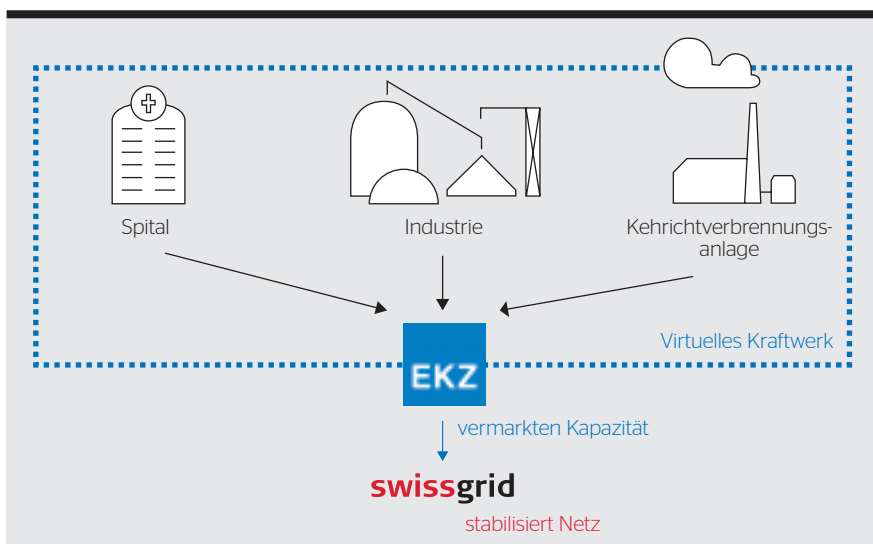 Spital
Industrie
Kehrichtverbrennungs-
anlage
Virtuelles Kraftwerk
EKZ
vermarkten Kapazität
swissgrid
stabilisiert Netz